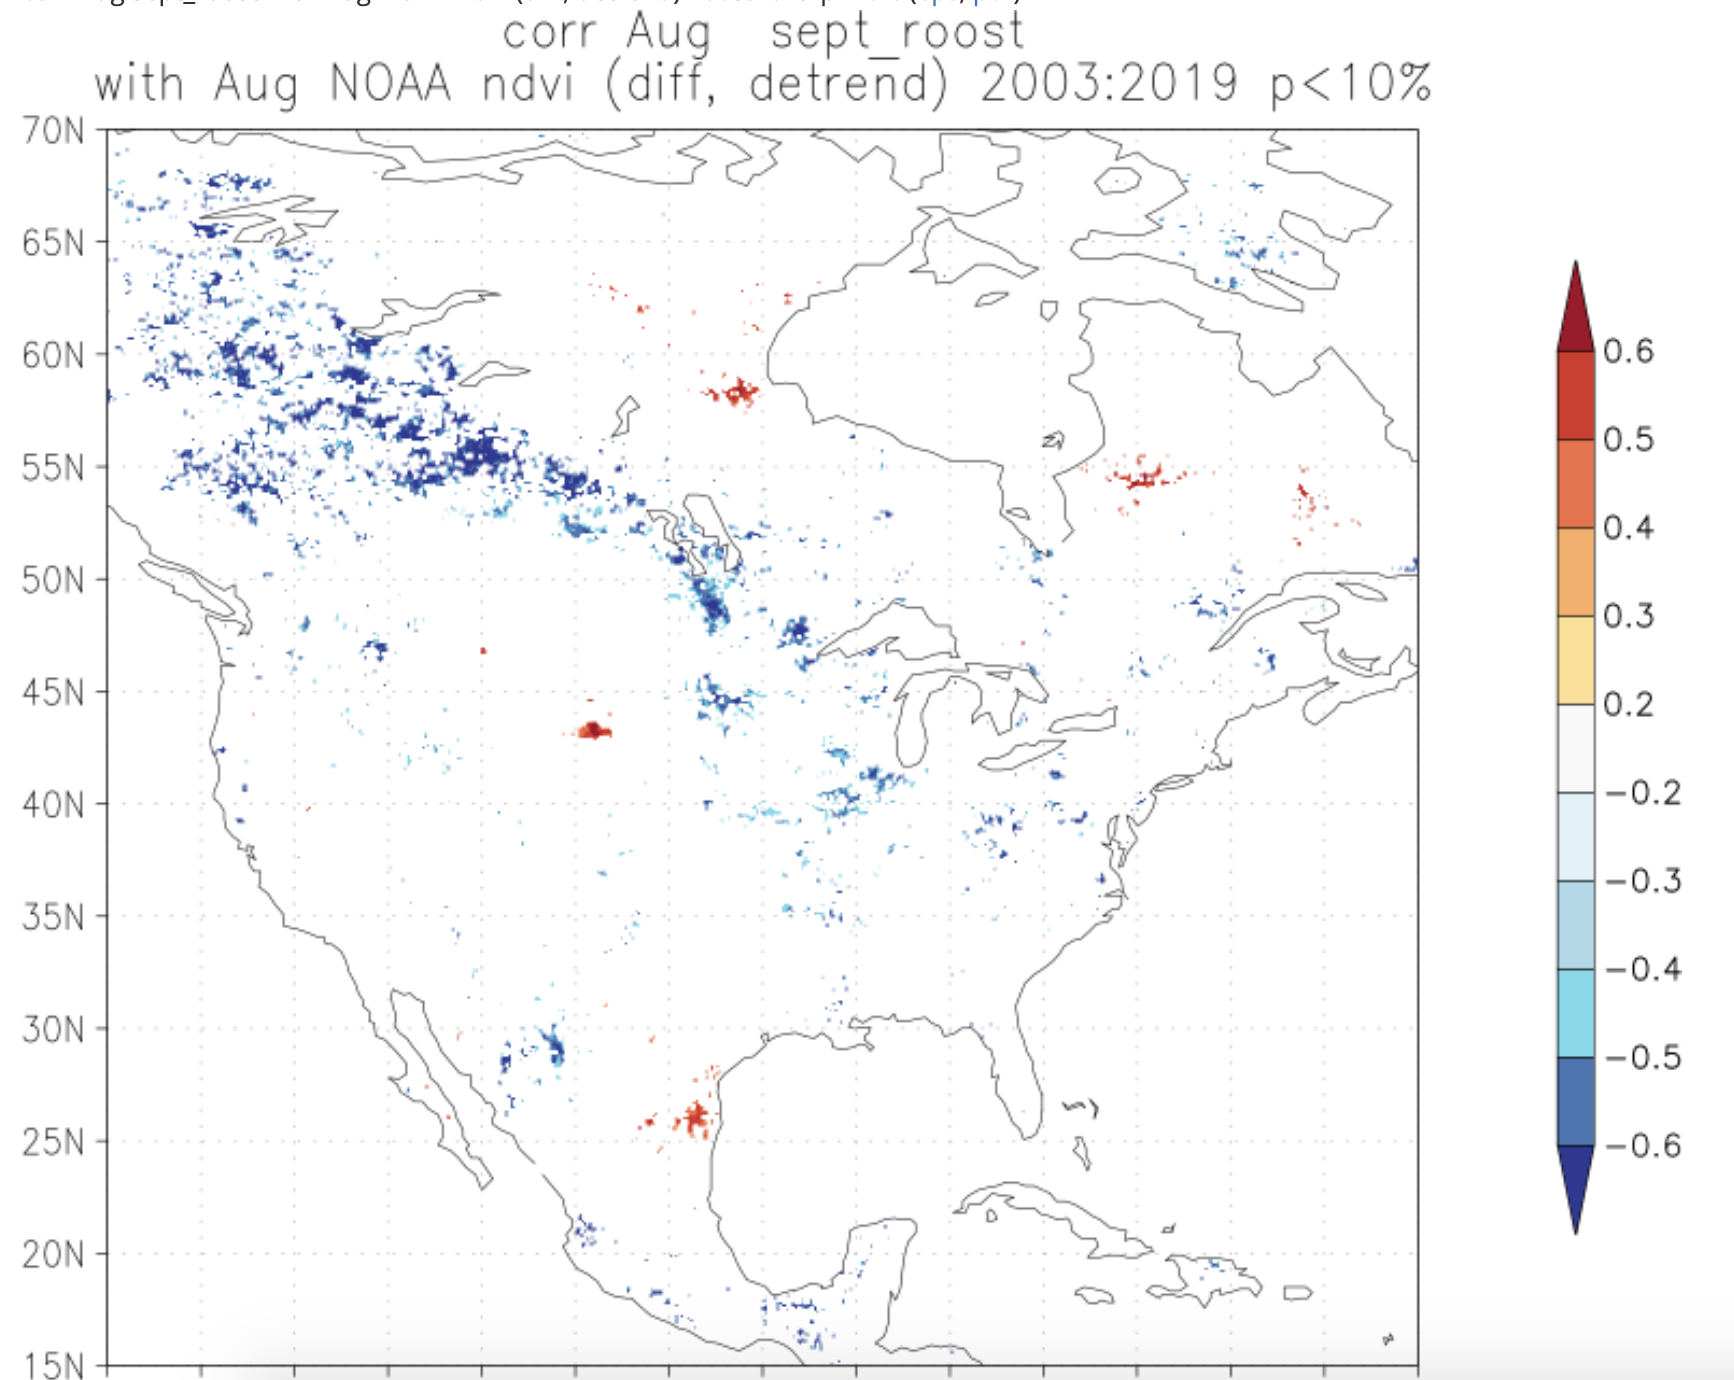 corr Aug sept_roost
with Aug NOAA ndvi (diff, detrend) 2003:2019 p<10%
70N
65N
60N
55N
50N
45N
40N
35N
30N
25N
20N
15N
0.6
0.5
0.4
0.3
0.2
-0.2
-0.3
-0.4
-0.5
-0.6